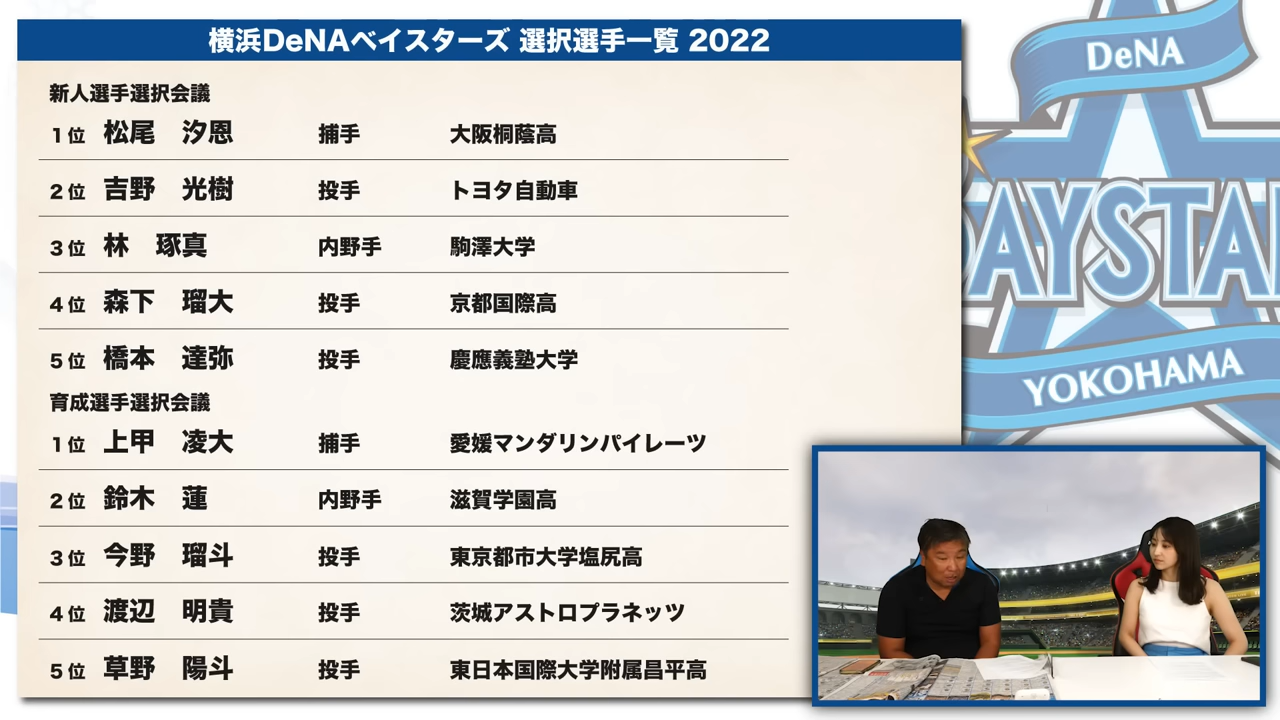 横浜DeNAベイスターズ 選択選手一覧 2022
新人選手選択会議
1位 松尾 汐恩 捕手 大阪桐蔭高
2位 吉野 光樹 投手 トヨタ自動車
3位 林 琢真 内野手 駒澤大学
4位 森下 瑠大 投手 京都国際高
5位 橋本 達弥 投手 慶應義塾大学
育成選手選択会議
1位 上甲 凌大 捕手 愛媛マンダリンパイレーツ
2位 鈴木 蓮 内野手 滋賀学園高
3位 今野 瑠斗 投手 東京都市大学塩尻高
4位 渡辺 明貴 投手 茨城アストロプラネッツ
5位 草野 陽斗 投手 東日本国際大学附属昌平高
DeNA
AYSTA
YOKOHAMA